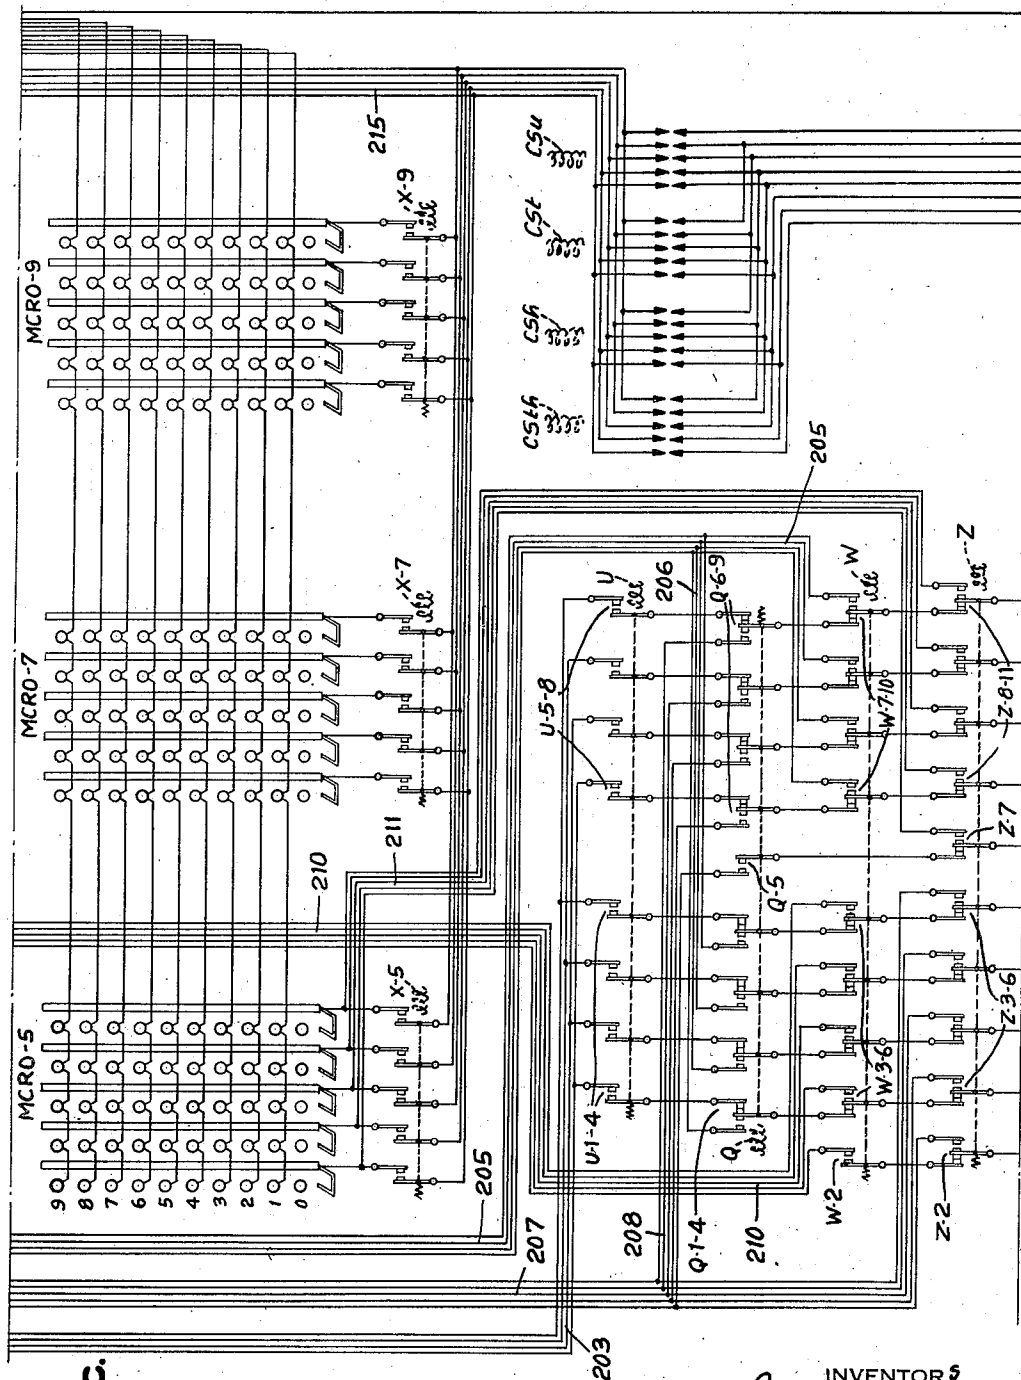 215
CSu
CSt
CSh
CSth
MCRO-9
X-9
MCRO-7
X-7
MCRO-5
X-5
9
8
7
6
5
4
3
2
1
0
210
211
205
207
203
U
U-5-8
U-1-4
206
Q-6-9
205
Q-5
Q
Q-1-4
208
210
W
W-7-10
W-3-6
W-2
Z
Z-8-11
Z-7
Z-3-6
Z-2
C.
INVENTORS